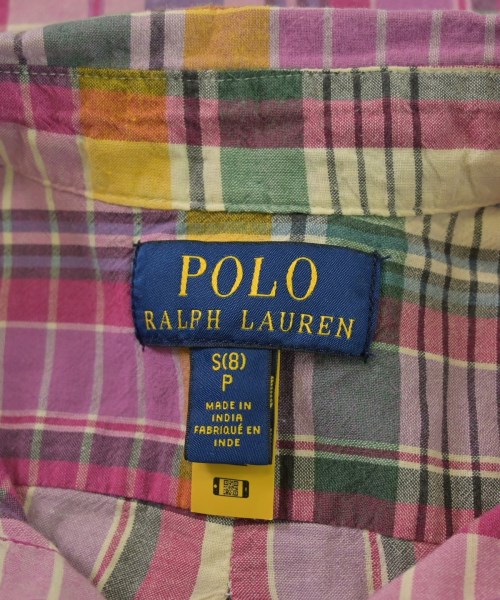 POLO
RALPH LAUREN
S(8)
P
MADE IN
INDIA
FABRIQUÉ EN
INDE